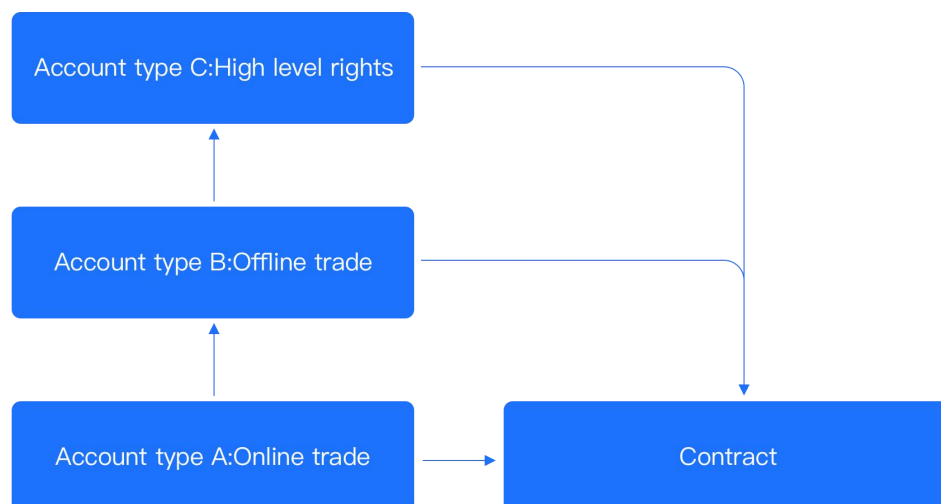 Account type C:High level rights
Account type B:Offline trade
Account type A:Online trade
Contract